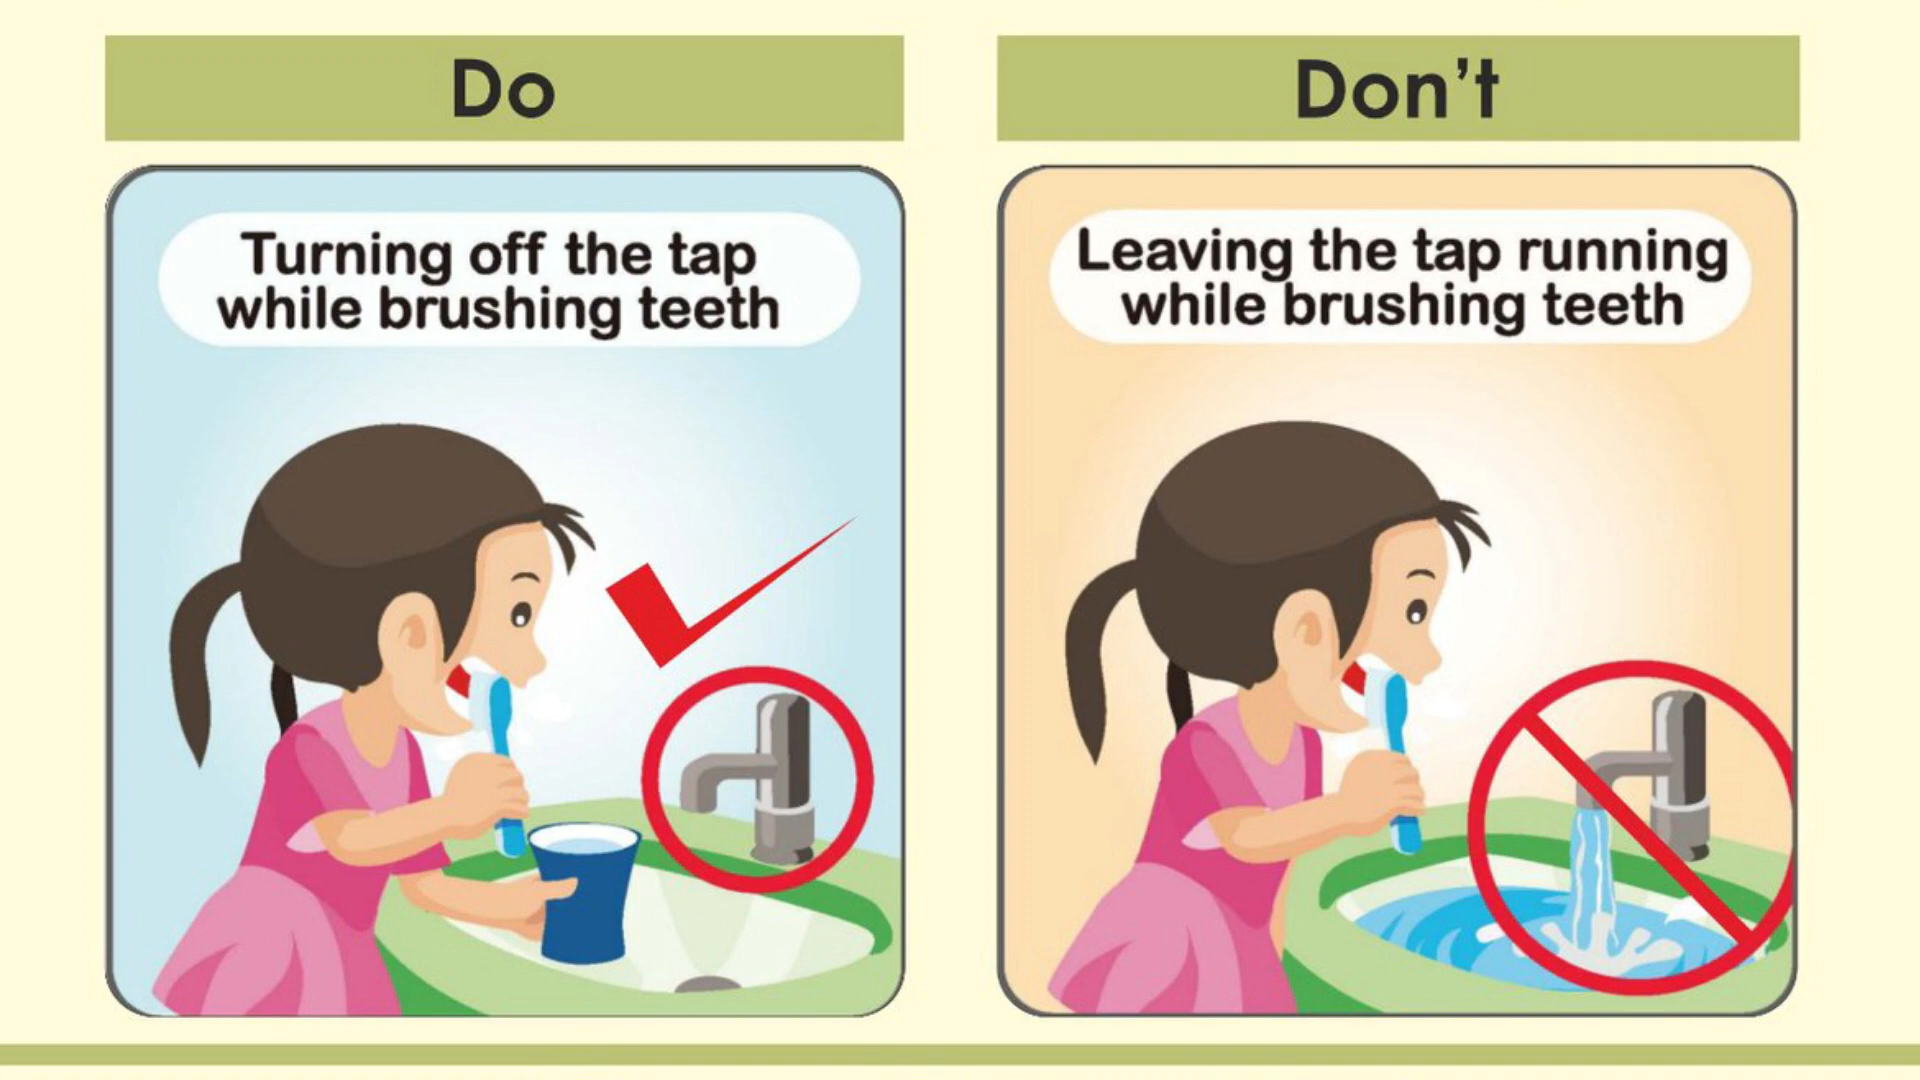 Do
Turning off the tap
while brushing teeth
Don't
Leaving the tap running
while brushing teeth